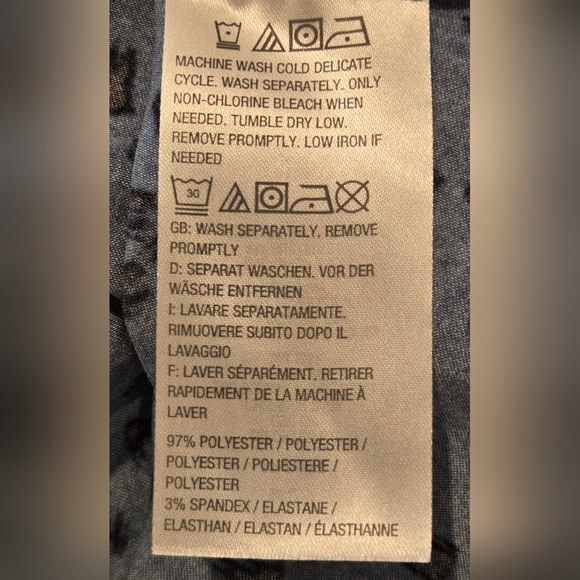 MACHINE WASH COLD DELICATE
CYCLE. WASH SEPARATELY. ONLY
NON-CHLORINE BLEACH WHEN
NEEDED. TUMBLE DRY LOW.
REMOVE PROMPTLY. LOW IRON IF
NEEDED
30
GB: WASH SEPARATELY. REMOVE
PROMPTLY
D: SEPARAT WASCHEN. VOR DER
WÄSCHE ENTFERNEN
I: LAVARE SEPARATAMENTE.
RIMUOVERE SUBITO DOPO IL
LAVAGGIO
F: LAVER SÉPARÉMENT. RETIRER
RAPIDEMENT DE LA MACHINE À
LAVER
97% POLYESTER / POLYESTER /
POLYESTER / POLIESTERE /
POLYESTER
3% SPANDEX / ELASTANE /
ELASTHAN / ELASTAN / ÉLASTHANNE